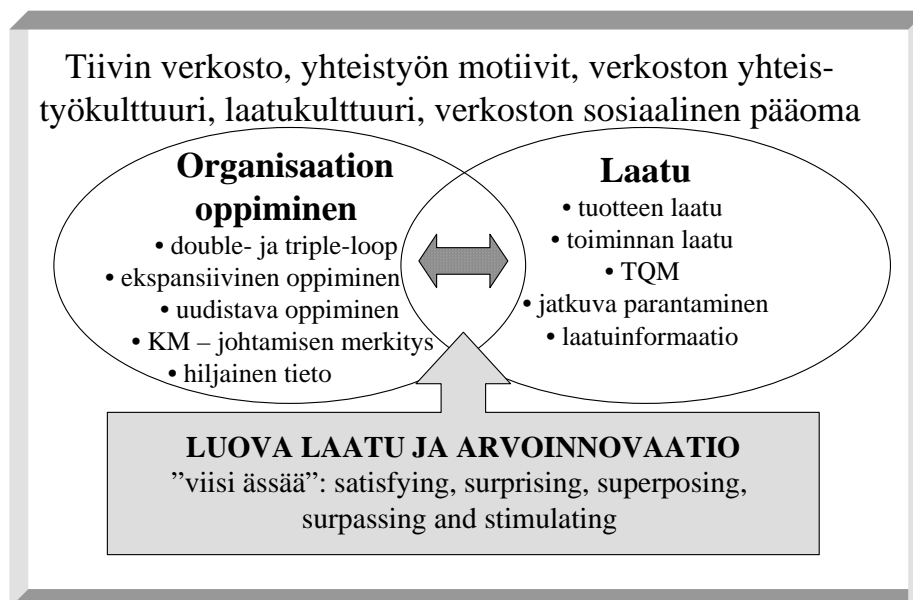 Tiivin verkosto, yhteistyön motiivit, verkoston yhteis-
työkulttuuri, laatukulttuuri, verkoston sosiaalinen pääoma
Organisaation
oppiminen
• double- ja triple-loop
• ekspansiivinen oppiminen
• uudistava oppiminen
• KM – johtamisen merkitys
• hiljainen tieto
Laatu
• tuotteen laatu
• toiminnan laatu
• TQM
• jatkuva parantaminen
• laatuinformaatio
LUOVA LAATU JA ARVOINNOVAATIO
”viisi ässää”: satisfying, surprising, superposing,
surpassing and stimulating